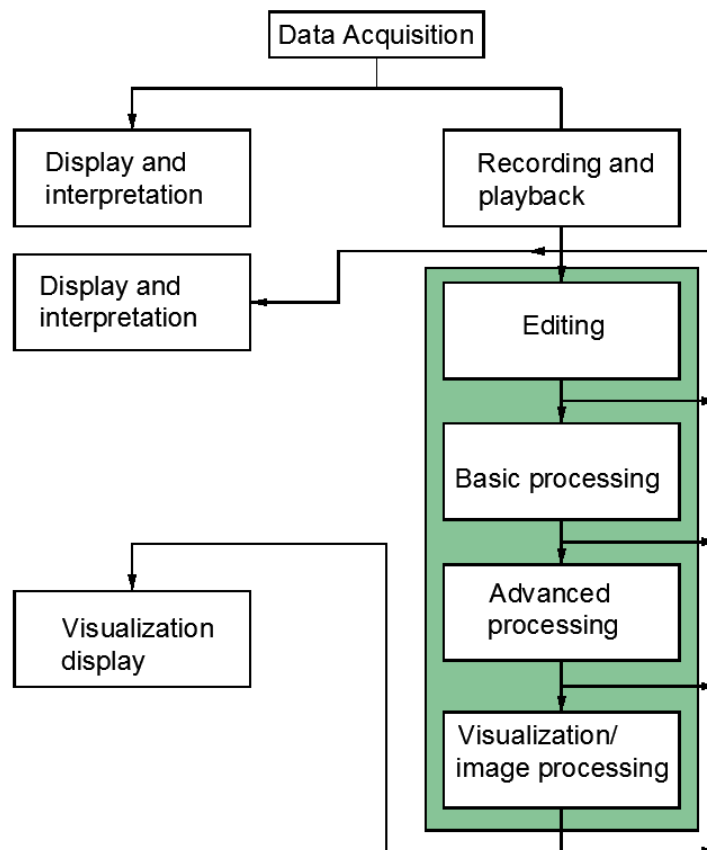 Data Acquisition
Display and
interpretation
Recording and
playback
Display and
interpretation
Editing
Basic processing
Advanced
processing
Visualization
display
Visualization/
image processing